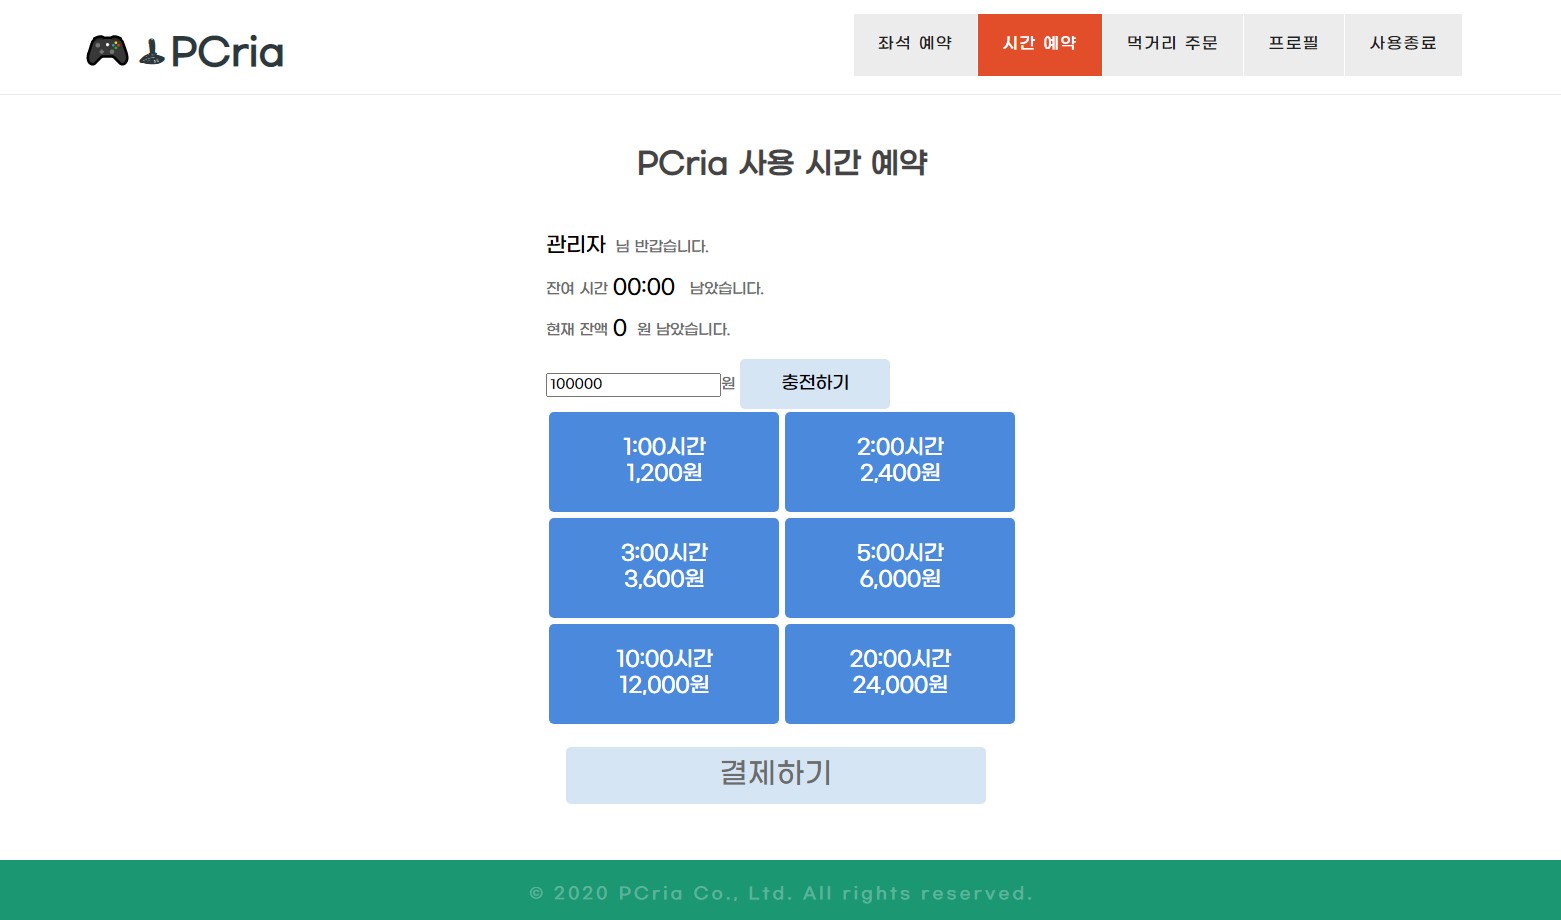 PCria
좌석 예약 시간 예약 먹거리 주문 프로필 사용종료
PCria 사용 시간 예약
관리자 님 반갑습니다.
잔여 시간 00:00 남았습니다.
현재 잔액 0 원 남았습니다.
100000 원 충전하기
1:00시간
1,200원
2:00시간
2,400원
3:00시간
3,600원
5:00시간
6,000원
10:00시간
12,000원
20:00시간
24,000원
결제하기
© 2020 PCria Co., Ltd. All rights reserved.